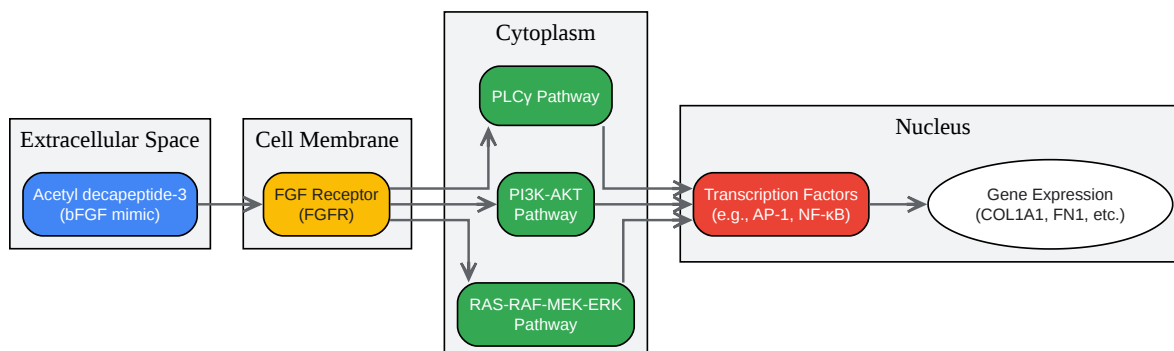 Extracellular Space
Acetyl decapeptide-3
(bFGF mimic)
Cell Membrane
FGF Receptor
(FGFR)
Cytoplasm
PLCγ Pathway
PI3K-AKT
Pathway
RAS-RAF-MEK-ERK
Pathway
Nucleus
Transcription Factors
(e.g., AP-1, NF-κB)
Gene Expression
(COL1A1, FN1, etc.)